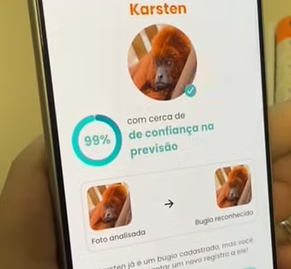 Karsten
99%
com cerca de
de confiança na
previsão
Foto analisada
Bugio reconhecido
Karsten já é um bugio cadastrado, mas você
um novo registro a ele!